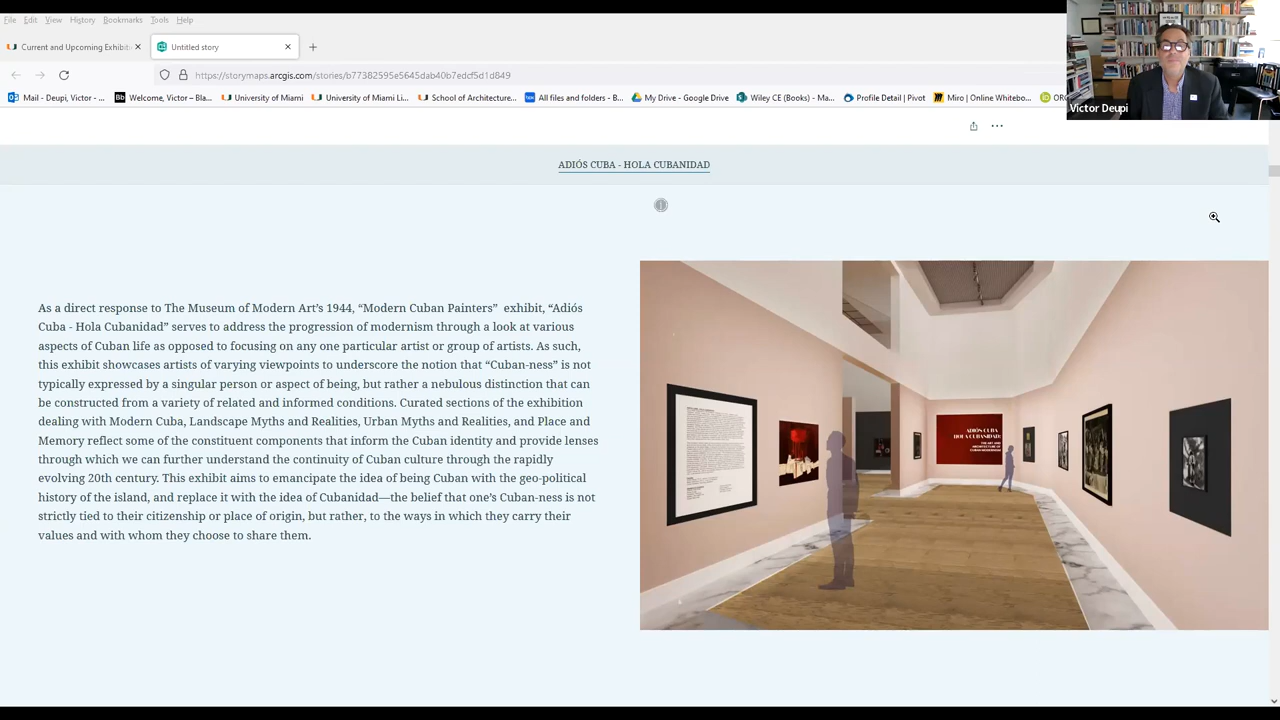 File Edit View History Bookmarks Tools Help
Current and Upcoming Exhibiti
Untitled story
https://storymaps.arcgis.com/stories/b77382595e5645dab40b7edcf5d1d849
Mail - Deupi, Victor - ...
Welcome, Victor – Bla...
University of Miami
University of Miami Li...
School of Architecture...
All files and folders - B...
My Drive - Google Drive
Wiley CE (Books) - Ma...
Profile Detail | Pivot
Miro | Online Whitebo...
Victor Deupi
ADIÓS CUBA - HOLA CUBANIDAD
As a direct response to The Museum of Modern Art’s 1944, “Modern Cuban Painters”  exhibit, “Adiós
Cuba - Hola Cubanidad” serves to address the progression of modernism through a look at various
aspects of Cuban life as opposed to focusing on any one particular artist or group of artists. As such,
this exhibit showcases artists of varying viewpoints to underscore the notion that “Cuban-ness” is not
typically expressed by a singular person or aspect of being, but rather a nebulous distinction that can
be constructed from a variety of related and informed conditions. Curated sections of the exhibition
dealing with Modern Cuba, Landscape Myths and Realities, Urban Myths and Realities, and Place and
Memory reflect some of the constituent components that inform the Cuban identity and provide lenses
through which we can further understand the continuity of Cuban culture through the rapidly
evolving 20th century. This exhibit aims to emancipate the idea of being Cuban with the geo-political
history of the island, and replace it with the idea of Cubanidad—the belief that one’s Cuban-ness is not
strictly tied to their citizenship or place of origin, but rather, to the ways in which they carry their
values and with whom they choose to share them.
ADIÓS CUBA
HOLA CUBANIDAD
THE ART AND
ARCHITECTURE OF
CUBAN MODERNISM